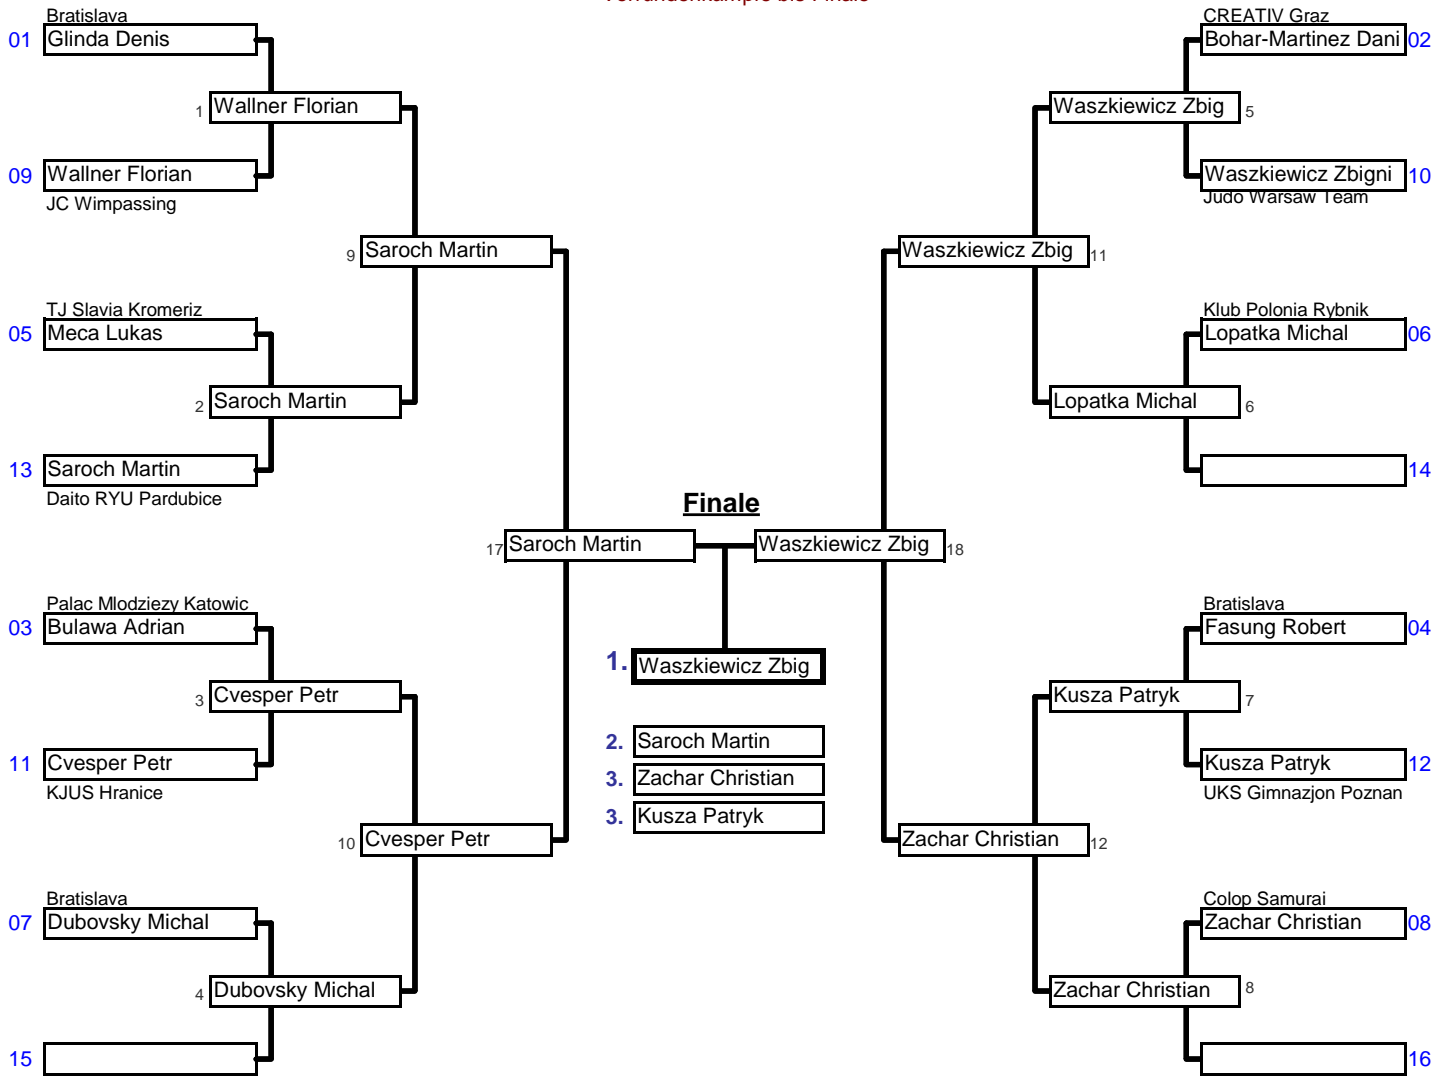 Vorrundenkämpfe bis Finale
Bratislava
01 Glinda Denis
1 Wallner Florian
09 Wallner Florian
JC Wimpassing
9 Saroch Martin
TJ Slavia Kromeriz
05 Meca Lukas
2 Saroch Martin
13 Saroch Martin
Daito RYU Pardubice
17 Saroch Martin
Palac Mlodziezy Katowic
03 Bulawa Adrian
3 Cvesper Petr
11 Cvesper Petr
KJUS Hranice
10 Cvesper Petr
Bratislava
07 Dubovsky Michal
4 Dubovsky Michal
15
Finale
1. Waszkiewicz Zbig
2. Saroch Martin
3. Zachar Christian
3. Kusza Patryk
CREATIV Graz
Bohar-Martinez Dani 02
Waszkiewicz Zbig 5
Waszkiewicz Zbigni 10
Judo Warsaw Team
Waszkiewicz Zbig 11
Klub Polonia Rybnik
Lopatka Michal 06
Lopatka Michal 6
14
Waszkiewicz Zbig 18
Bratislava
Fasung Robert 04
Kusza Patryk 7
Kusza Patryk 12
UKS Gimnazjon Poznan
Zachar Christian 12
Colop Samurai
Zachar Christian 08
Zachar Christian 8
16